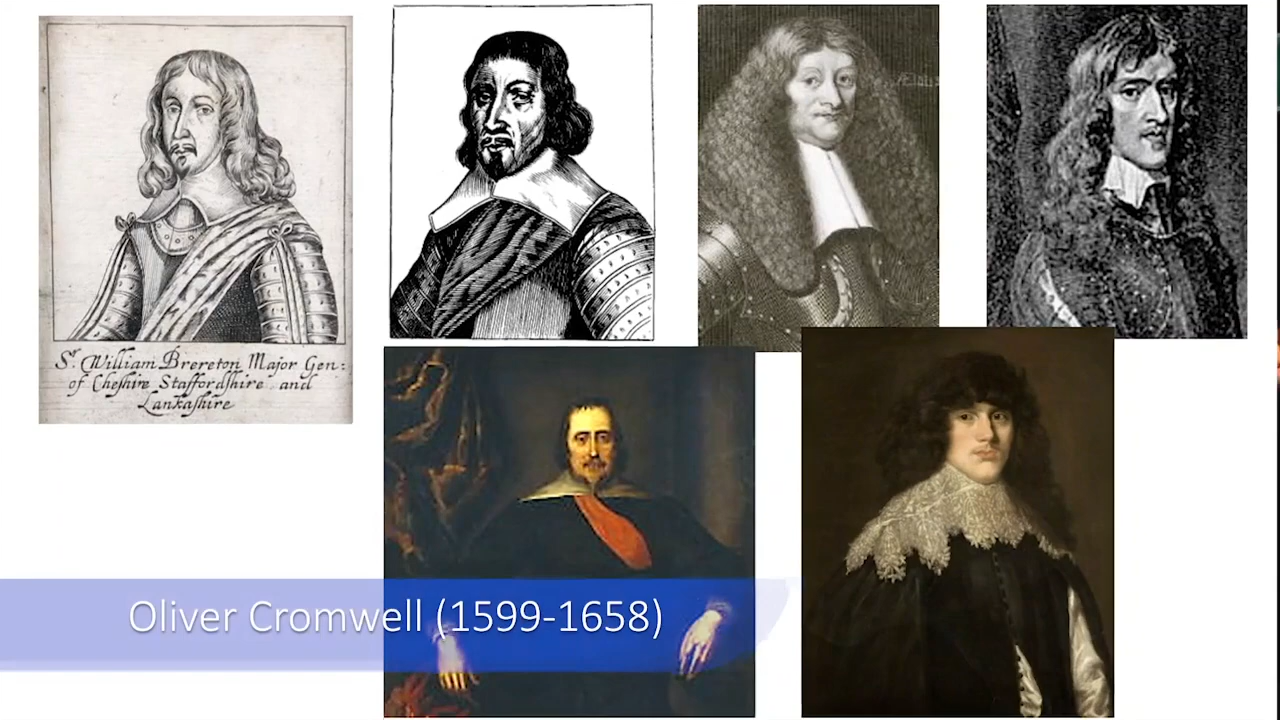 Sr. William Brereton Major Gen:
of Cheshire Staffordshire and
Lankashire
Oliver Cromwell (1599-1658)